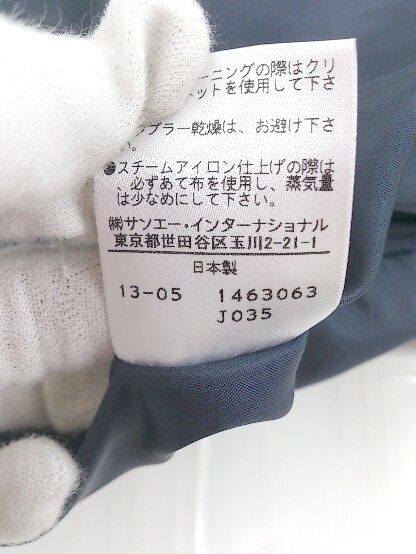 ーニングの際はクリ
ネットを使用して下さ
ブラー乾燥は、お避け下さ
い。
●スチームアイロン仕上げの際は
、必ずあて布を使用し、蒸気量
は少なめにして下さい。
㈱サンエー・インターナショナル
東京都世田谷区玉川2-21-1
日本製
13-05 1463063
J035